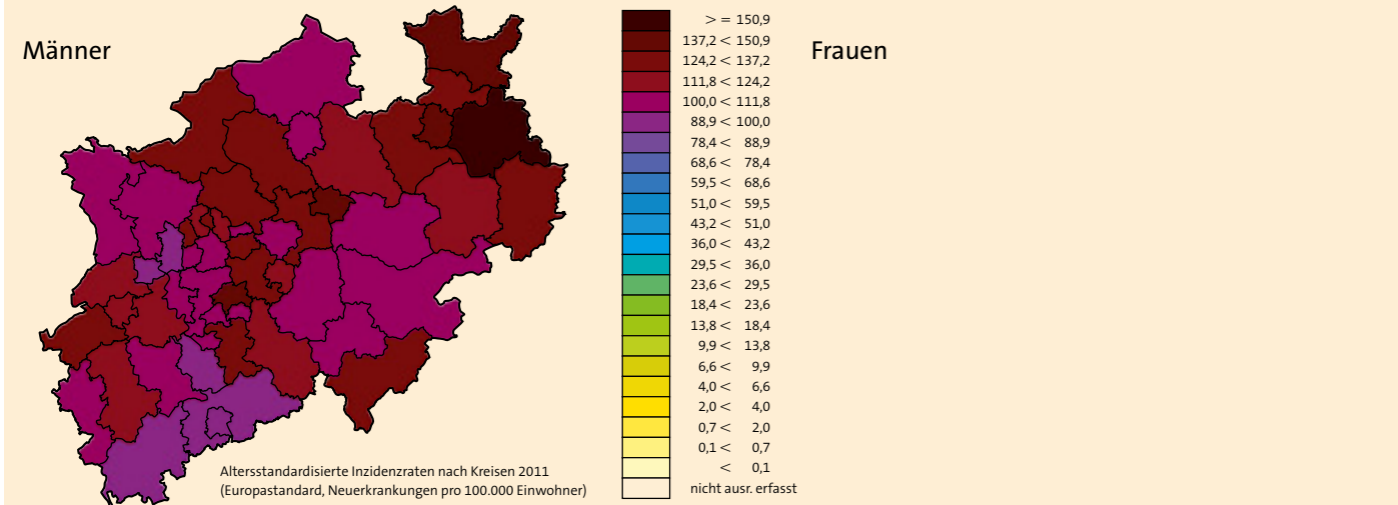 Männer
> = 150,9
137,2 < 150,9
124,2 < 137,2
111,8 < 124,2
100,0 < 111,8
88,9 < 100,0
78,4 < 88,9
68,6 < 78,4
59,5 < 68,6
51,0 < 59,5
43,2 < 51,0
36,0 < 43,2
29,5 < 36,0
23,6 < 29,5
18,4 < 23,6
13,8 < 18,4
9,9 < 13,8
6,6 < 9,9
4,0 < 6,6
2,0 < 4,0
0,7 < 2,0
0,1 < 0,7
< 0,1
nicht ausr. erfasst
Frauen
Altersstandardisierte Inzidenzraten nach Kreisen 2011
(Europastandard, Neuerkrankungen pro 100.000 Einwohner)